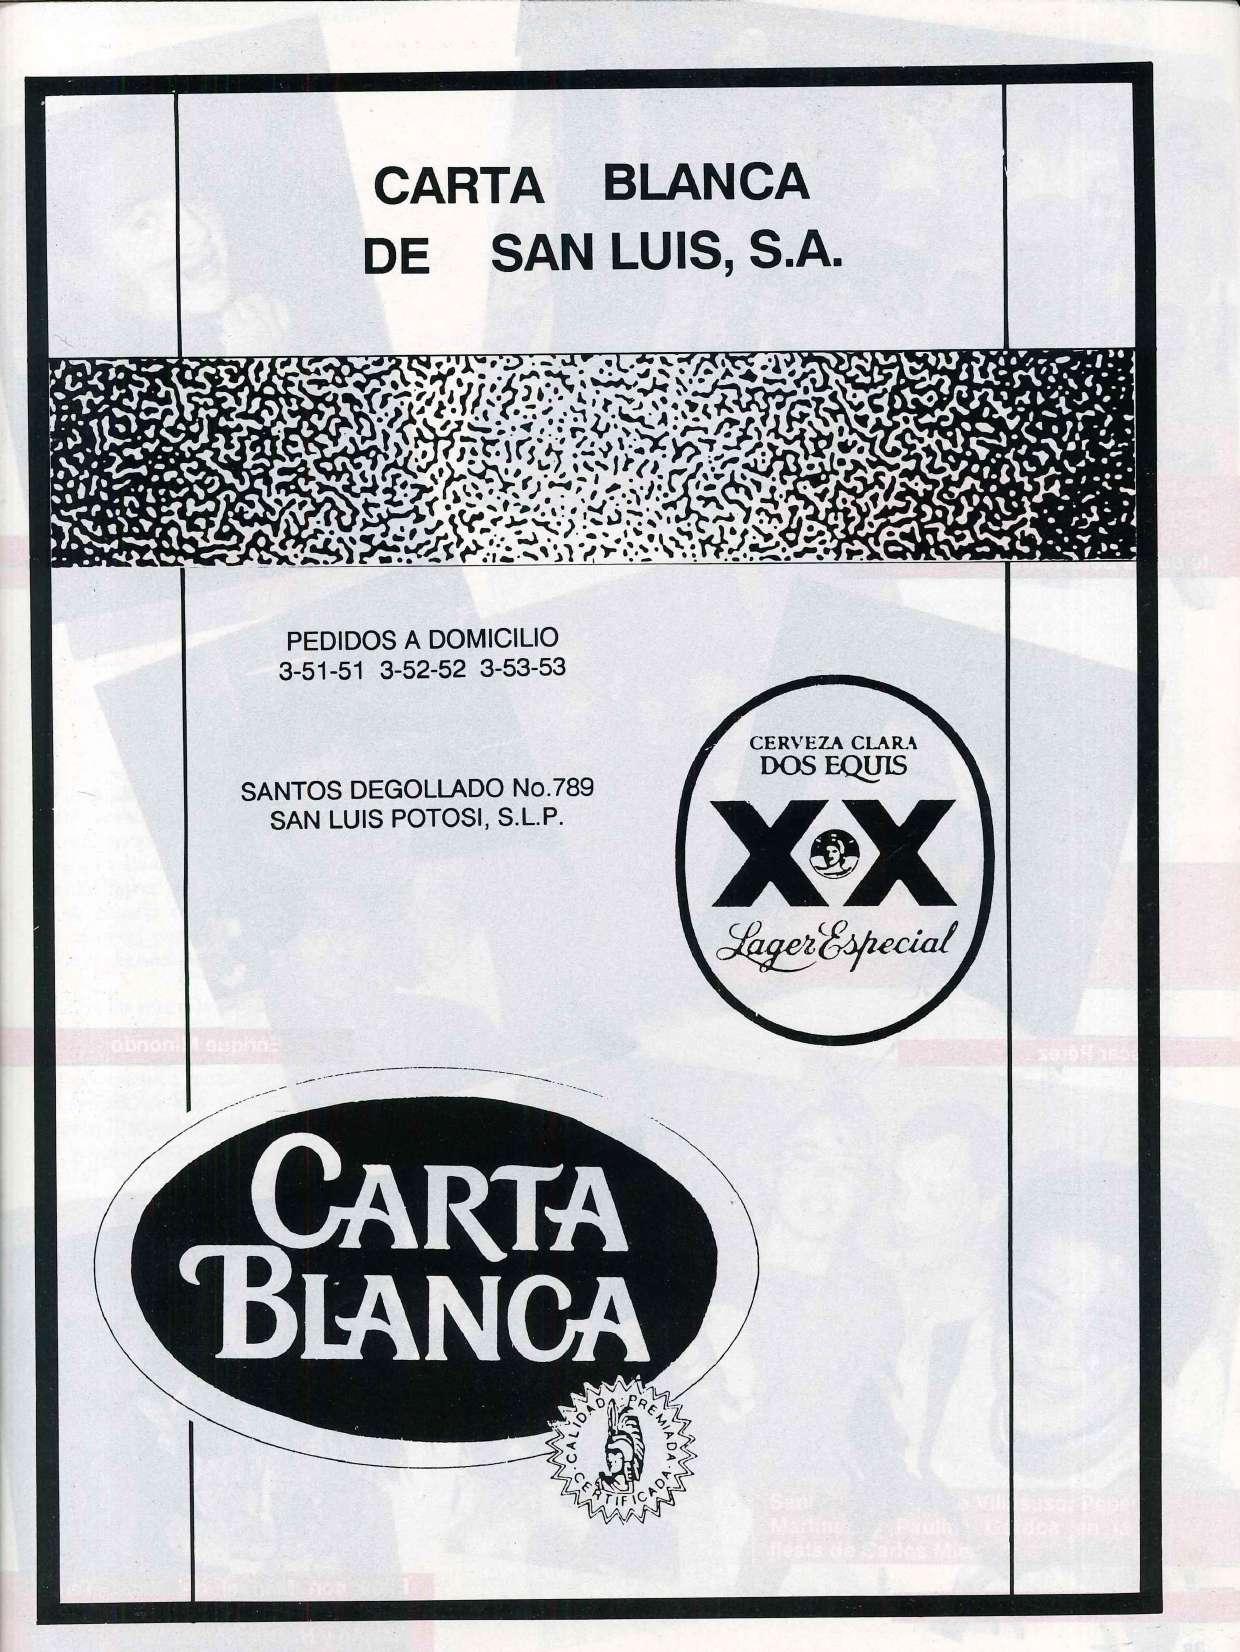 CARTA BLANCA
DE SAN LUIS, S.A.
PEDIDOS A DOMICILIO
3-51-51 3-52-52 3-53-53
SANTOS DEGOLLADO No.789
SAN LUIS POTOSI, S.L.P.
CERVEZA CLARA
DOS EQUIS
XX
Lager Especial
CARTA
BLANCA
CALIDAD PREMIADA CERTIFICADA